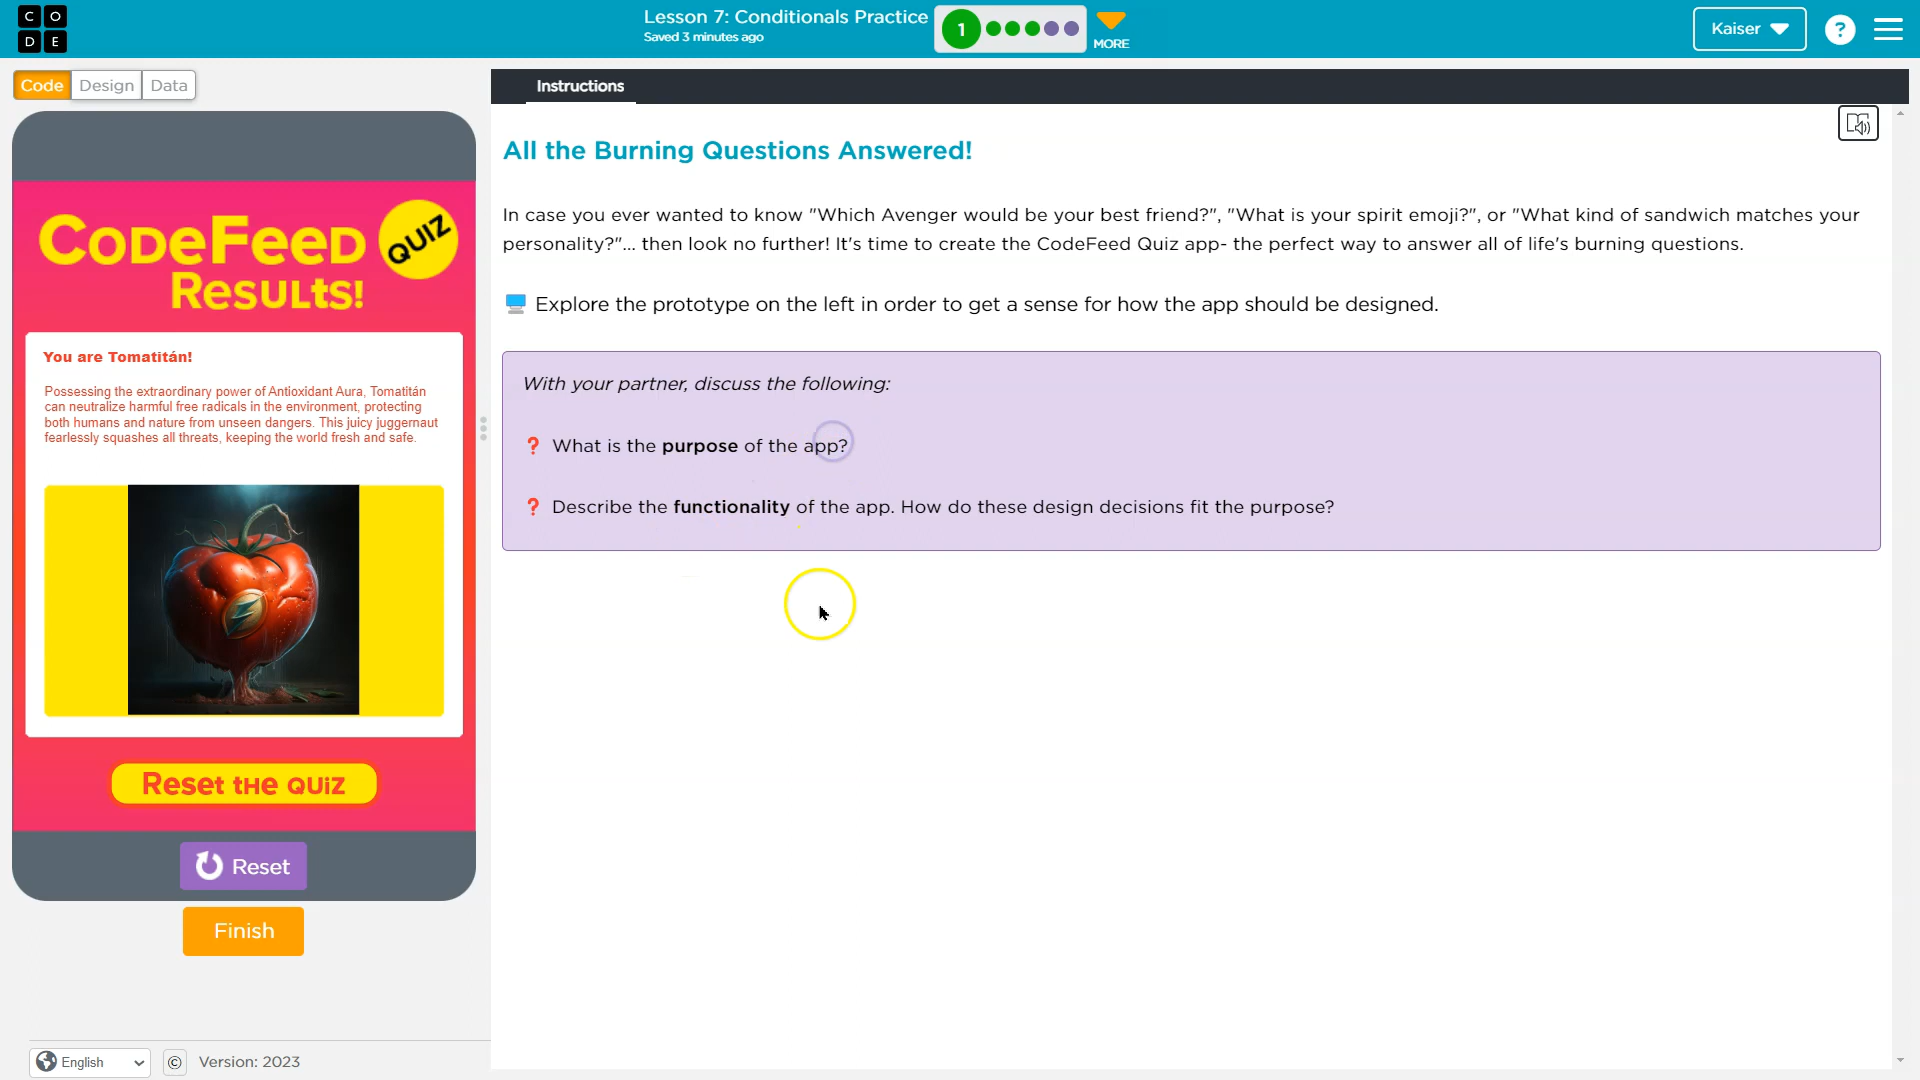 C O
D E
Lesson 7: Conditionals Practice
Saved 3 minutes ago
1
MORE
Kaiser
?
Code Design Data
Instructions
CODEFEED QUIZ
RESULTS!
You are Tomatitán!
Possessing the extraordinary power of Antioxidant Aura, Tomatitán
can neutralize harmful free radicals in the environment, protecting
both humans and nature from unseen dangers. This juicy juggernaut
fearlessly squashes all threats, keeping the world fresh and safe.
Reset the quiz
Reset
Finish
English © Version: 2023
All the Burning Questions Answered!
In case you ever wanted to know "Which Avenger would be your best friend?", "What is your spirit emoji?", or "What kind of sandwich matches your
personality?"... then look no further! It's time to create the CodeFeed Quiz app- the perfect way to answer all of life's burning questions.
Explore the prototype on the left in order to get a sense for how the app should be designed.
With your partner, discuss the following:
❓ What is the purpose of the app?
❓ Describe the functionality of the app. How do these design decisions fit the purpose?